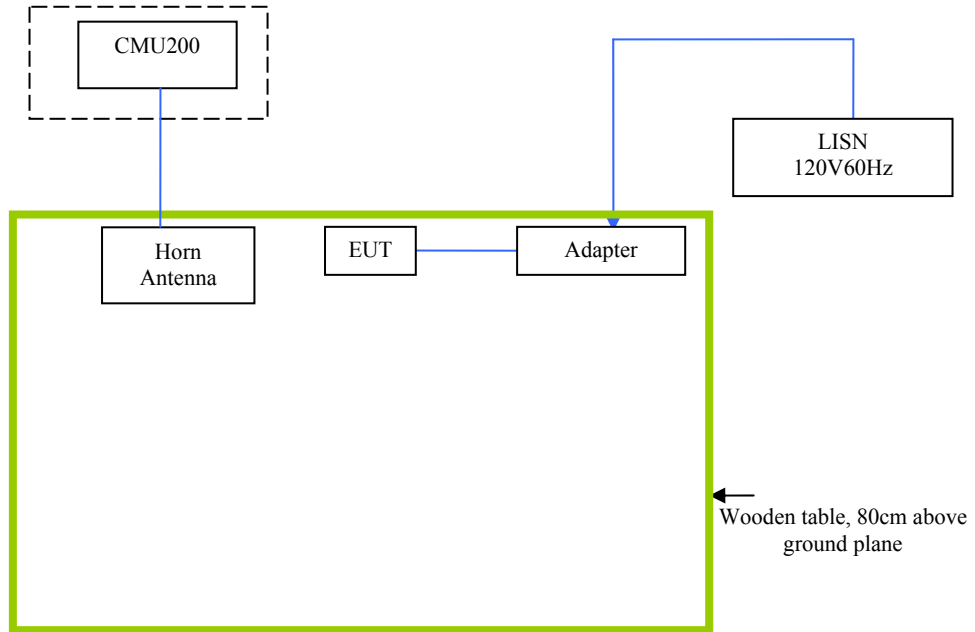 CMU200
LISN
120V60Hz
Horn
Antenna
EUT
Adapter
Wooden table, 80cm above
ground plane